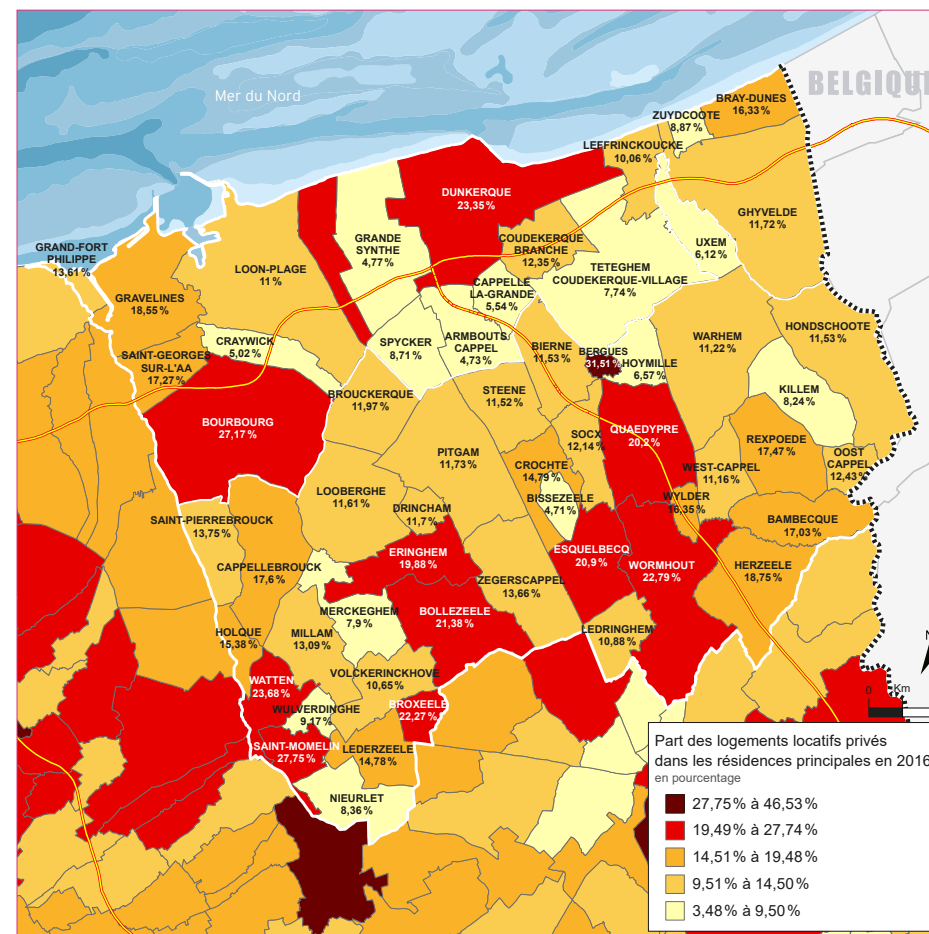 Mer du Nord
BELGIQUE
BRAY-DUNES
16,33%
ZUYDCOOTE
8,87%
LEFFRINCKOUCKE
10,06%
DUNKERQUE
23,35%
GHYVELDE
11,72%
GRANDE
SYNTHE
4,77%
COUDEKERQUE
BRANCHE
12,35%
UXEM
6,12%
GRAND-FORT
PHILIPPE
13,61%
LOON-PLAGE
11%
TETEGHEM
COUDEKERQUE-VILLAGE
7,74%
CAPPELLE
LA-GRANDE
5,54%
GRAVELINES
18,55%
CRAYWICK
5,02%
SPYCKER
8,71%
ARMBOUTS
CAPPEL
4,73%
BIERNE
11,53%
BERGUES
31,51%
HOYMILLE
6,57%
WARHEM
11,22%
HONDSCHOOTE
11,53%
SAINT-GEORGES
SUR-L'AA
17,27%
BROUCKERQUE
11,97%
STEENE
11,52%
KILLEM
8,24%
BOURBOURG
27,17%
SOCX
12,14%
QUAEDYPRE
20,2%
REXPOEDE
17,47%
PITGAM
11,73%
CROCHTE
14,79%
WEST-CAPPEL
11,16%
OOST
CAPPEL
12,43%
LOOBERGHE
11,61%
BISSEZEELE
4,71%
WYLDER
16,35%
DRINCHAM
11,7%
SAINT-PIERREBROUCK
13,75%
BAMBECQUE
17,03%
ERINGHEM
19,88%
ESQUELBECQ
20,9%
WORMHOUT
22,79%
HERZEELE
18,75%
CAPPELLEBROUCK
17,6%
ZEGERSCAPPEL
13,66%
MERCKEGHEM
7,9%
BOLLEZEELE
21,38%
HOLQUE
15,38%
MILLAM
13,09%
LEDRINGHEM
10,88%
VOLCKERINCKHOVE
10,65%
WATTEN
23,68%
WULVERDINGHE
9,17%
BROXEELE
22,27%
SAINT-MOMELIN
27,75%
LEDERZEELE
14,78%
NIEURLET
8,36%
N
0 Km
Part des logements locatifs privés
dans les résidences principales en 2016
en pourcentage
27,75% à 46,53%
19,49% à 27,74%
14,51% à 19,48%
9,51% à 14,50%
3,48% à 9,50%